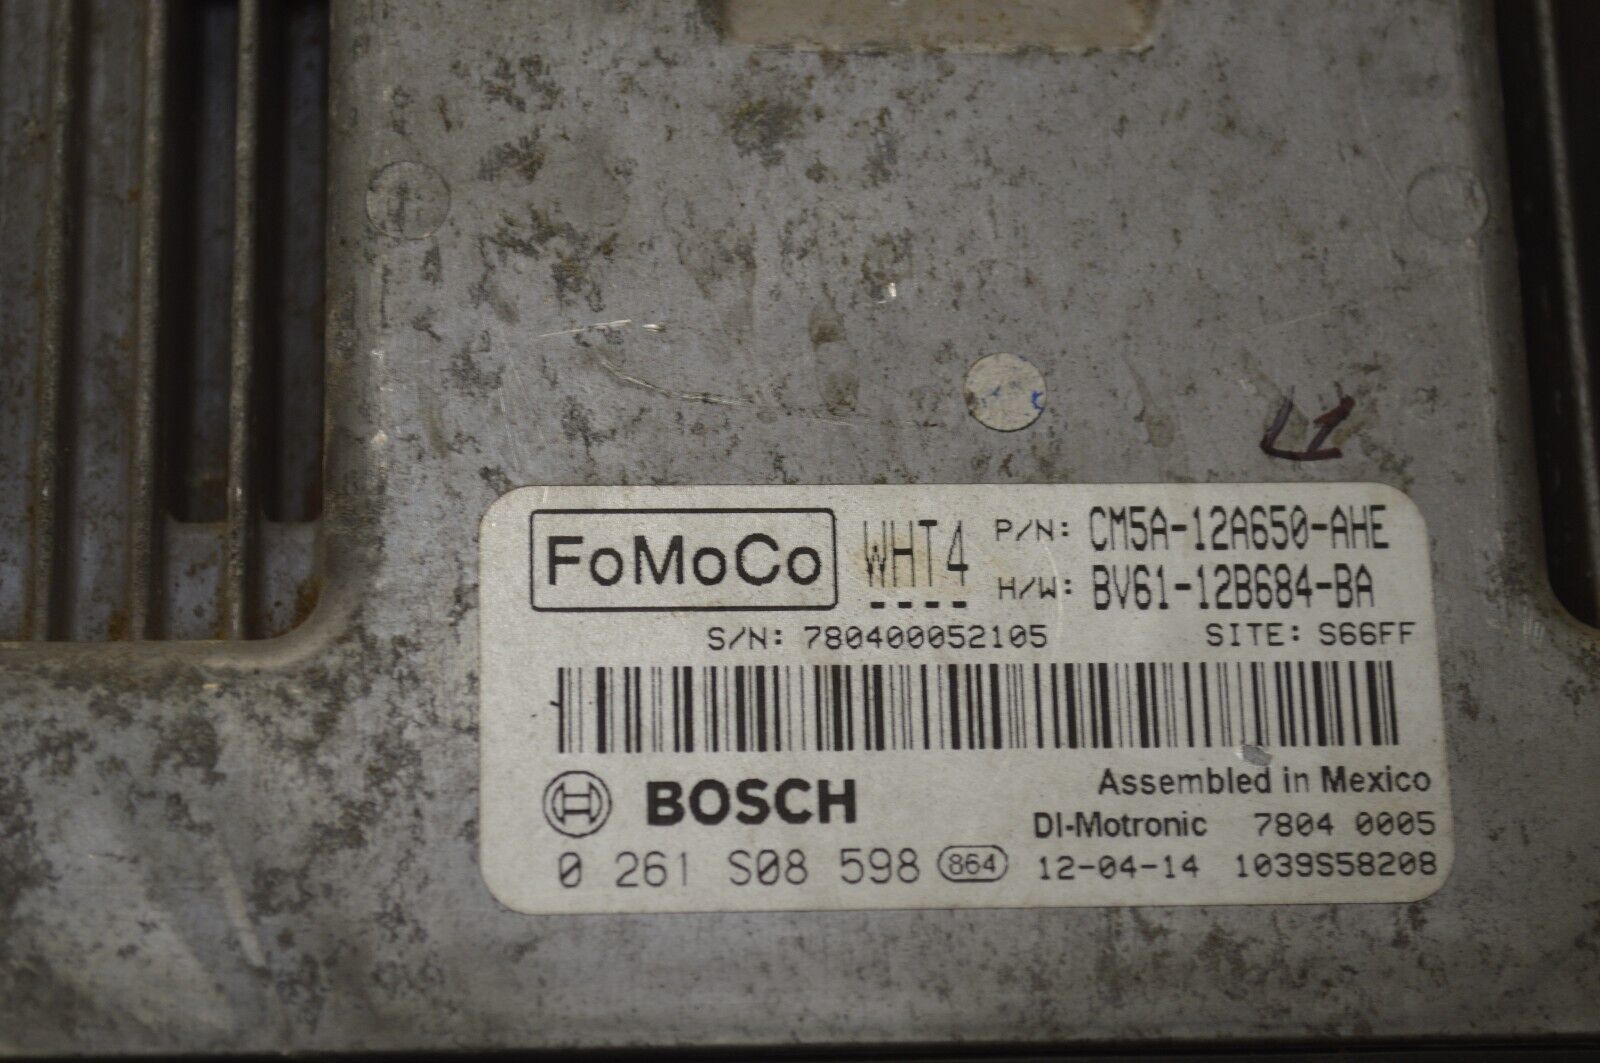 L1
FoMoCo WHT4 P/N: CM5A-12A650-AHE
H/W: BV61-12B684-BA
S/N: 780400052105 SITE: S66FF
BOSCH Assembled in Mexico
DI-Motronic 7804 0005
0 261 S08 598 864 12-04-14 1039S58208